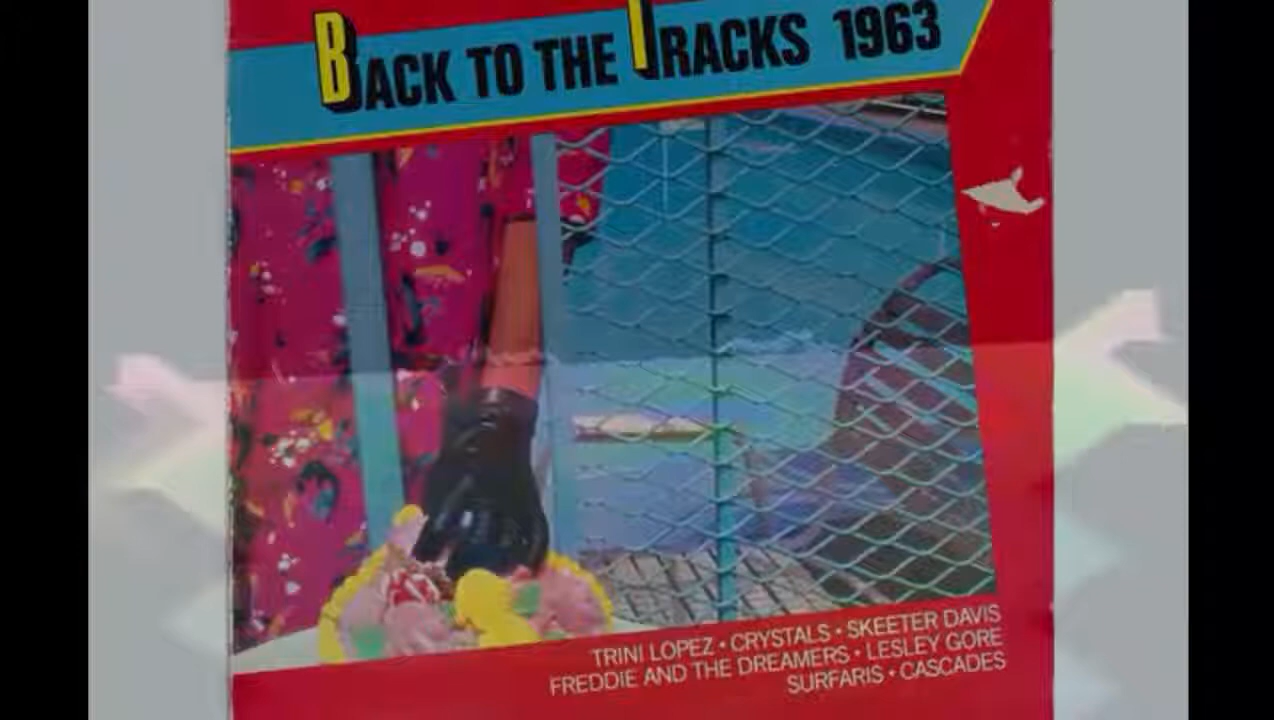 BACK TO THE TRACKS 1963
TRINI LOPEZ • CRYSTALS • SKEETER DAVIS
FREDDIE AND THE DREAMERS • LESLEY GORE
SURFARIS • CASCADES